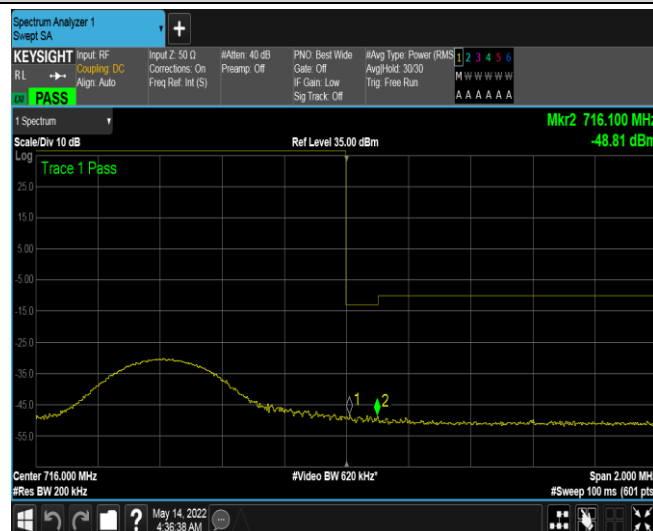 Spectrum Analyzer 1
Swept SA
+
KEYSIGHT Input: RF Input Z: 50 Ω #Atten: 40 dB PNO: Best Wide #Avg Type: Power (RMS 1 2 3 4 5 6
RL Coupling: DC Corrections: On Preamp: Off Gate: Off Avg|Hold: 30/30 M W W W W W
Align: Auto Freq Ref: Int (S) IF Gain: Low Trig: Free Run
Sig Track: Off A A A A A A
PASS
1 Spectrum Mkr2 716.100 MHz
Scale/Div 10 dB Ref Level 35.00 dBm -48.81 dBm
Log
Trace 1 Pass
25.0
15.0
5.00
-5.00
-15.0
-25.0
-35.0
-45.0 1 2
-55.0
Center 716.000 MHz #Video BW 620 kHz* Span 2.000 MHz
#Res BW 200 kHz #Sweep 100 ms (601 pts
? May 14, 2022
4:36:38 AM